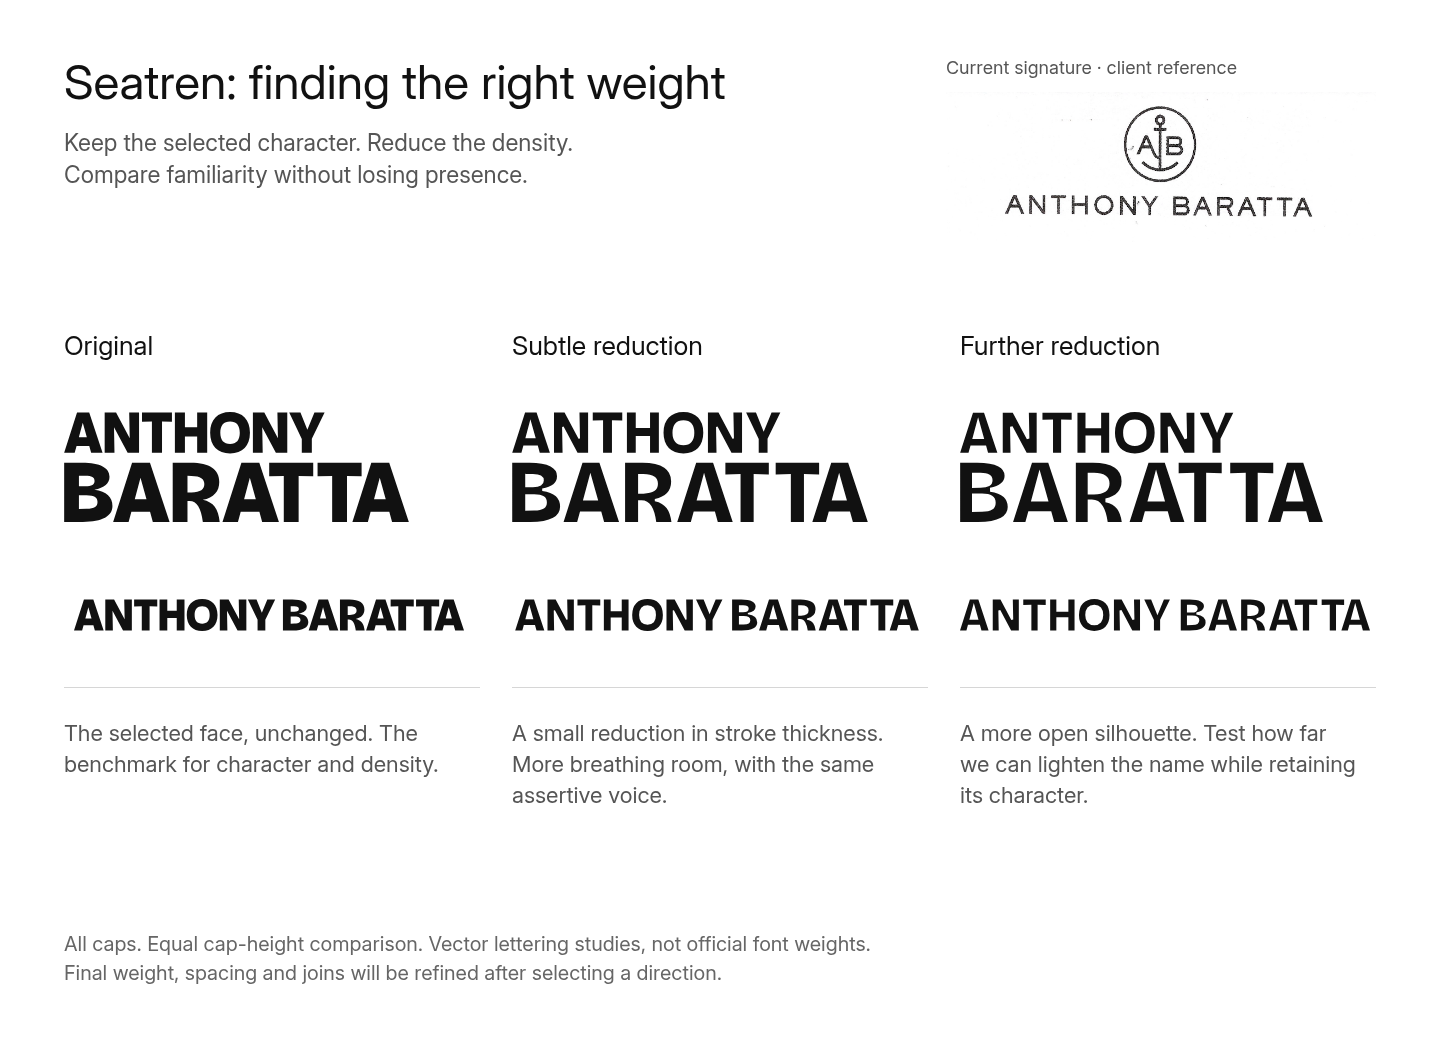 Seatren: finding the right weight
Keep the selected character. Reduce the density.
Compare familiarity without losing presence.
Current signature · client reference
A B
ANTHONY BARATTA
Original
ANTHONY
BARATTA
ANTHONY BARATTA
The selected face, unchanged. The
benchmark for character and density.
Subtle reduction
ANTHONY
BARATTA
ANTHONY BARATTA
A small reduction in stroke thickness.
More breathing room, with the same
assertive voice.
Further reduction
ANTHONY
BARATTA
ANTHONY BARATTA
A more open silhouette. Test how far
we can lighten the name while retaining
its character.
All caps. Equal cap-height comparison. Vector lettering studies, not official font weights.
Final weight, spacing and joins will be refined after selecting a direction.